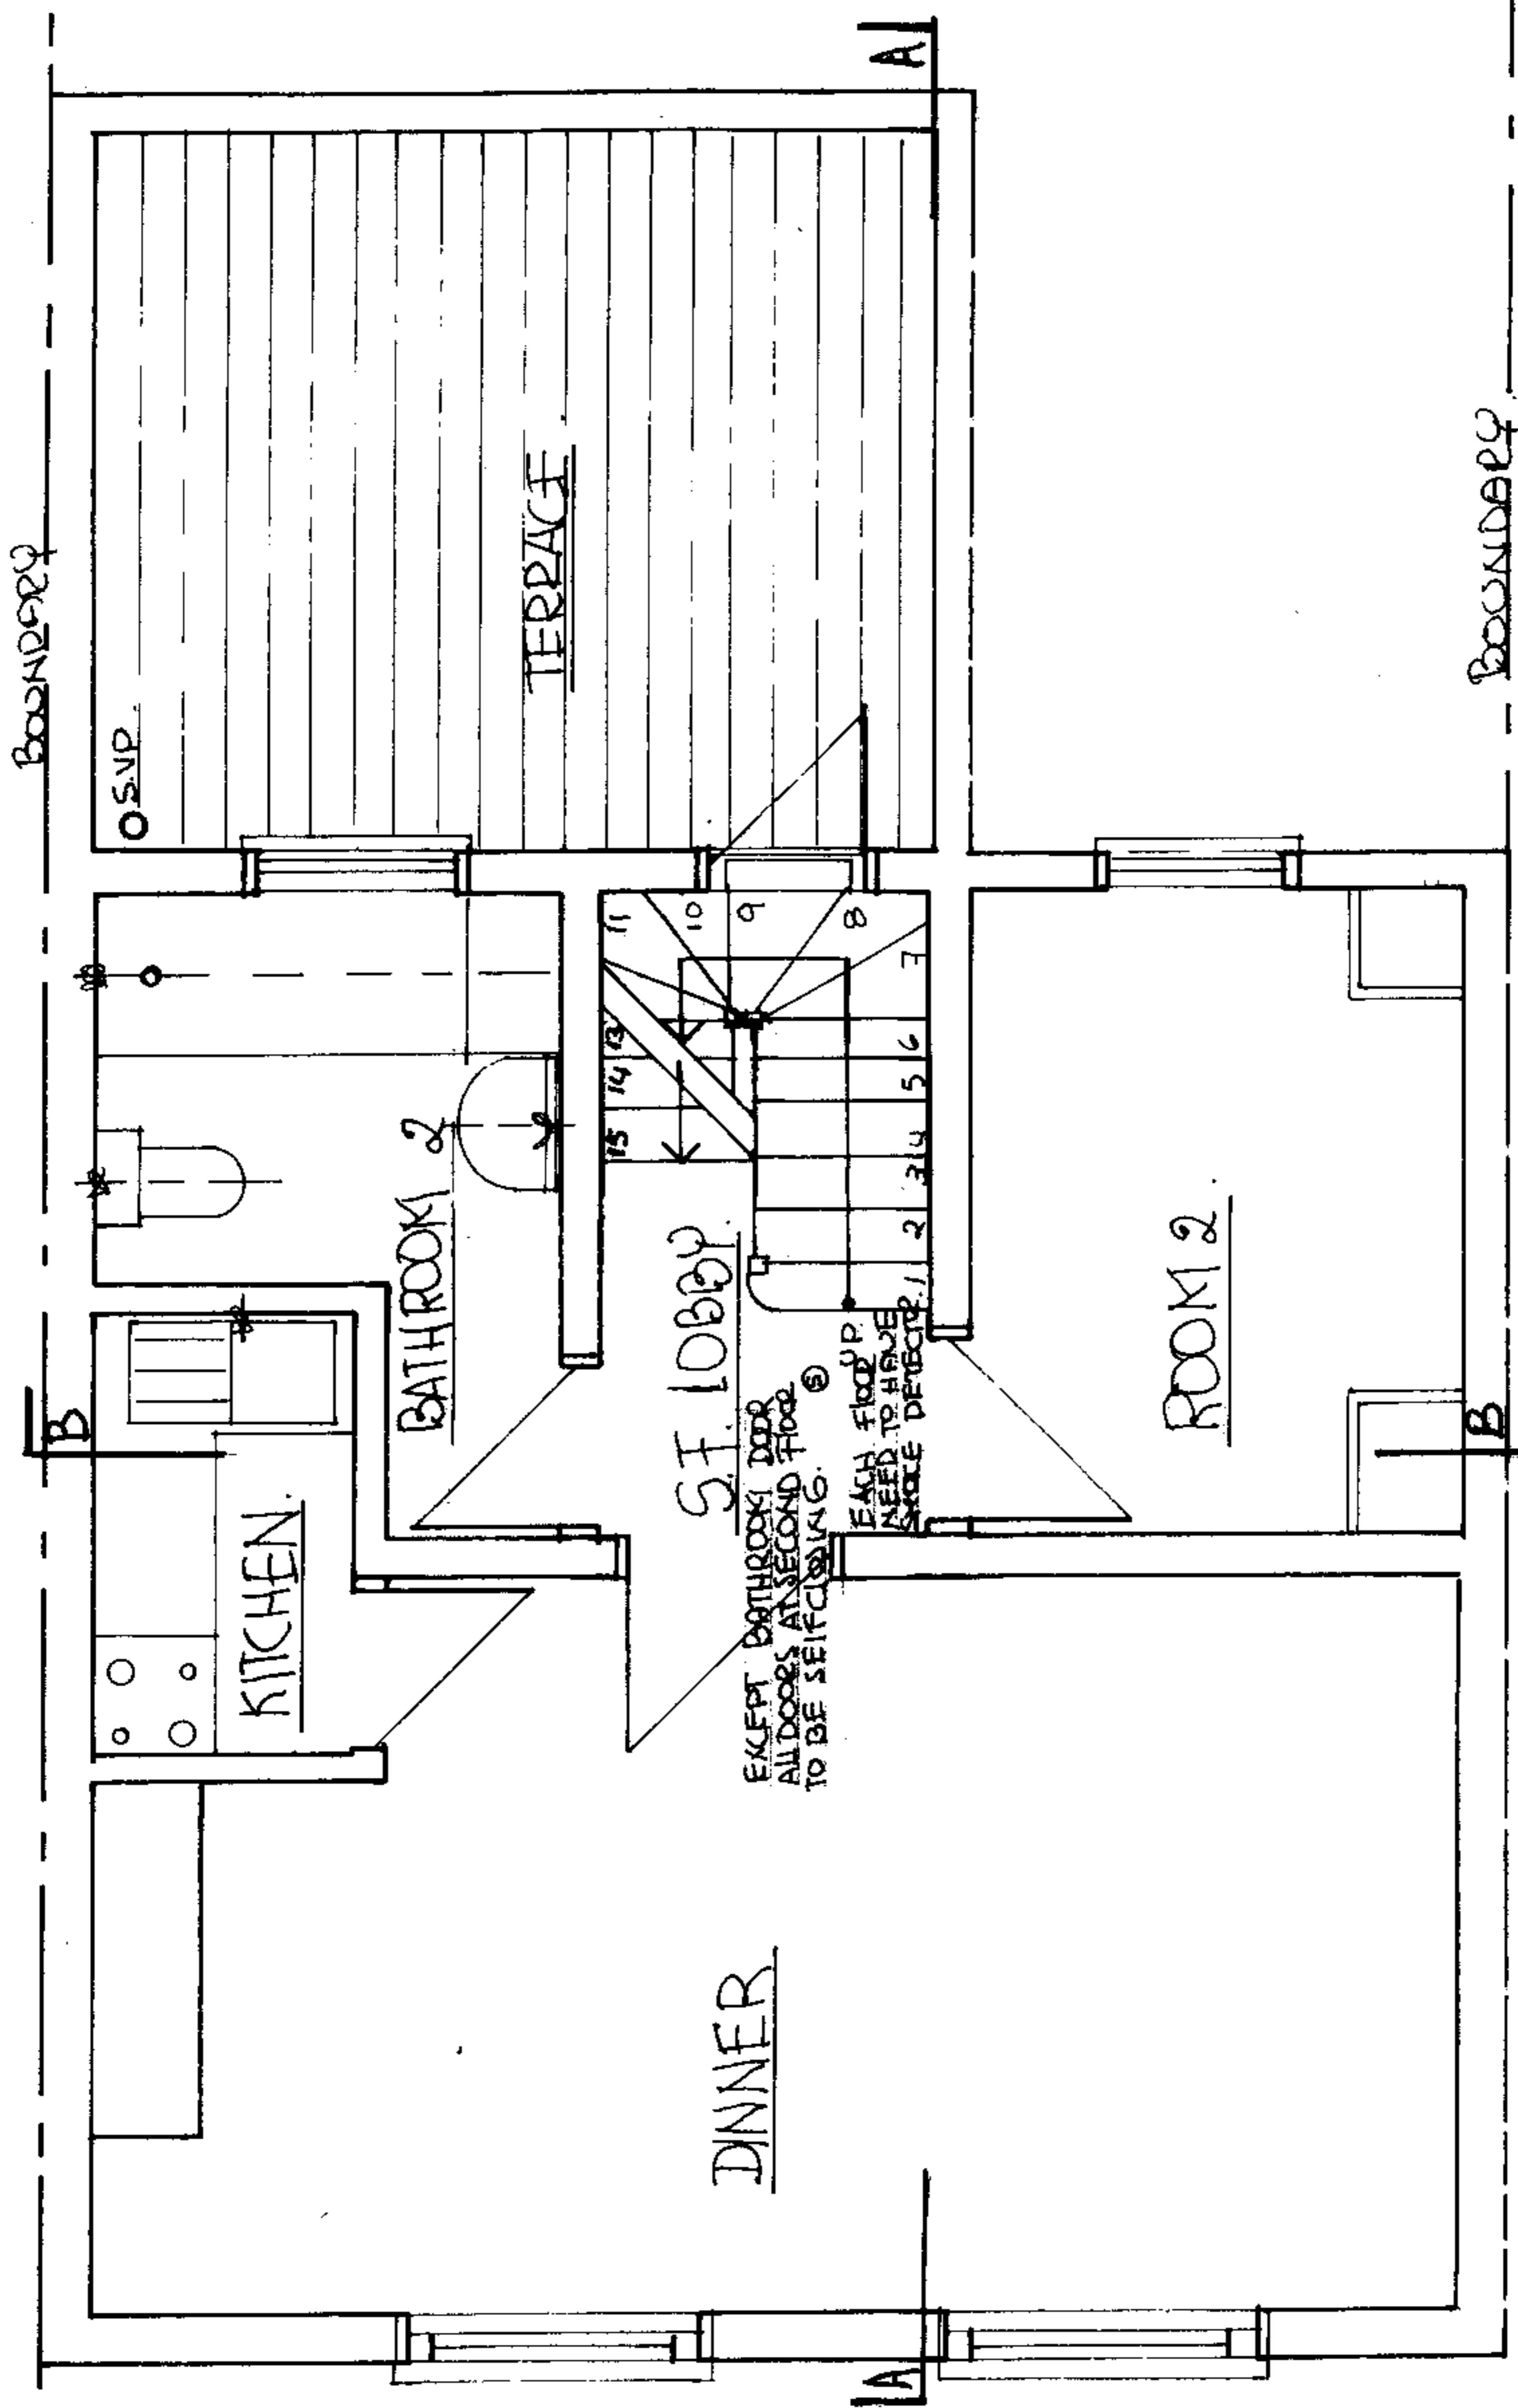 BOUNDARY
B
A
S.V.P.
TERRACE
BATHROOM 2
KITCHEN.
S.F. LOBBY.
1
2
3
4
5
6
7
8
9
10
11
13
14
15
UP
EXCEPT BATHROOM DOOR
ALL DOORS AT SECOND FLOOR
TO BE SELFCLOSING.
S
EACH FLOOR
NEED TO HAVE
SMOKE DETECTOR.
ROOM 2.
DINNER
A
B
BOUNDARY.